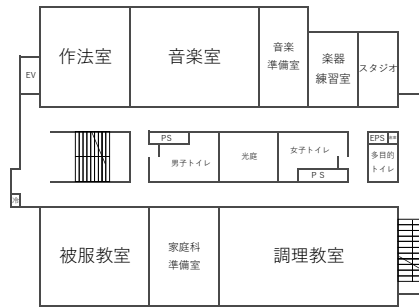 作法室
音楽室
音楽
準備室
楽器
練習室
スタジオ
EV
PS
男子トイレ
光庭
女子トイレ
PS
EPS
多目的
トイレ
被服教室
家庭科
準備室
調理教室